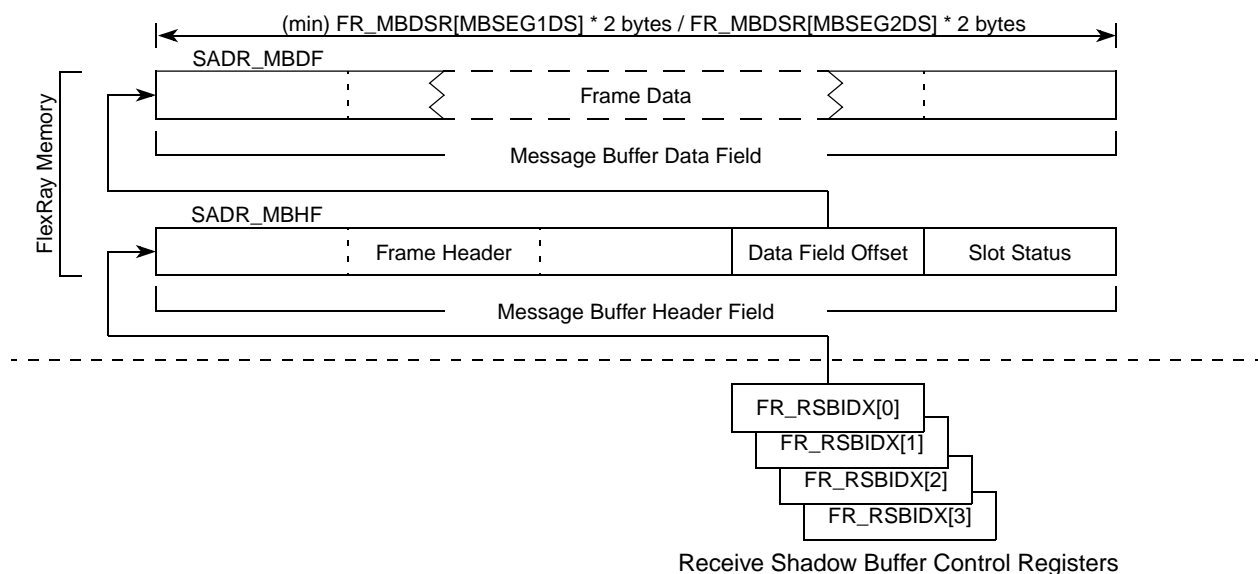 (min) FR_MBDSR[MBSEG1DS] * 2 bytes / FR_MBDSR[MBSEG2DS] * 2 bytes
SADR_MBDF
Frame Data
Message Buffer Data Field
FlexRay Memory
SADR_MBHF
Frame Header
Data Field Offset
Slot Status
Message Buffer Header Field
FR_RSBIDX[0]
FR_RSBIDX[1]
FR_RSBIDX[2]
FR_RSBIDX[3]
Receive Shadow Buffer Control Registers